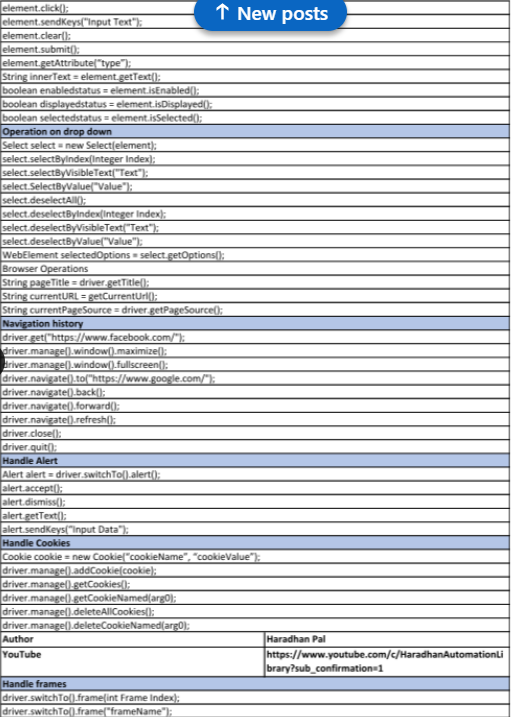 element.click();
↑ New posts
element.sendKeys("Input Text");
element.clear();
element.submit();
element.getAttribute("type");
String innerText = element.getText();
boolean enabledstatus = element.isEnabled();
boolean displayedstatus = element.isDisplayed();
boolean selectedstatus = element.isSelected();
Operation on drop down
Select select = new Select(element);
select.selectByIndex(Integer Index);
select.selectByVisibleText("Text");
select.SelectByValue("Value");
select.deselectAll();
select.deselectByIndex(Integer Index);
select.deselectByVisibleText("Text");
select.deselectByValue("Value");
WebElement selectedOptions = select.getOptions();
Browser Operations
String pageTitle = driver.getTitle();
String currentURL = getCurrentUrl();
String currentPageSource = driver.getPageSource();
Navigation history
driver.get("https://www.facebook.com/");
driver.manage().window().maximize();
driver.manage().window().fullscreen();
driver.navigate().to("https://www.google.com/");
driver.navigate().back();
driver.navigate().forward();
driver.navigate().refresh();
driver.close();
driver.quit();
Handle Alert
Alert alert = driver.switchTo().alert();
alert.accept();
alert.dismiss();
alert.getText();
alert.sendKeys("Input Data");
Handle Cookies
Cookie cookie = new Cookie("cookieName", "cookieValue");
driver.manage().addCookie(cookie);
driver.manage().getCookies();
driver.manage().getCookieNamed(arg0);
driver.manage().deleteAllCookies();
driver.manage().deleteCookieNamed(arg0);
Author Haradhan Pal
YouTube https://www.youtube.com/c/HaradhanAutomationLi
brary?sub_confirmation=1
Handle frames
driver.switchTo().frame(int Frame Index);
driver.switchTo().frame("frameName");